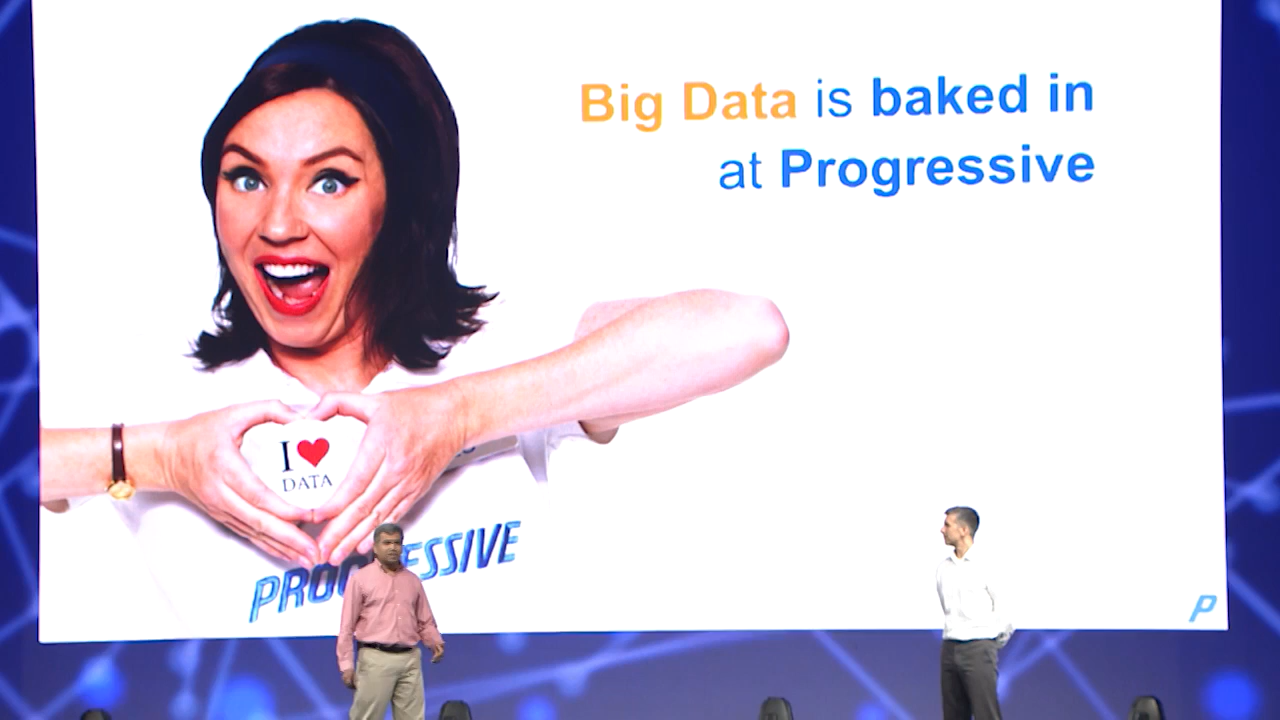 Big Data is baked in
at Progressive
I ❤
DATA
PROGRESSIVE
P